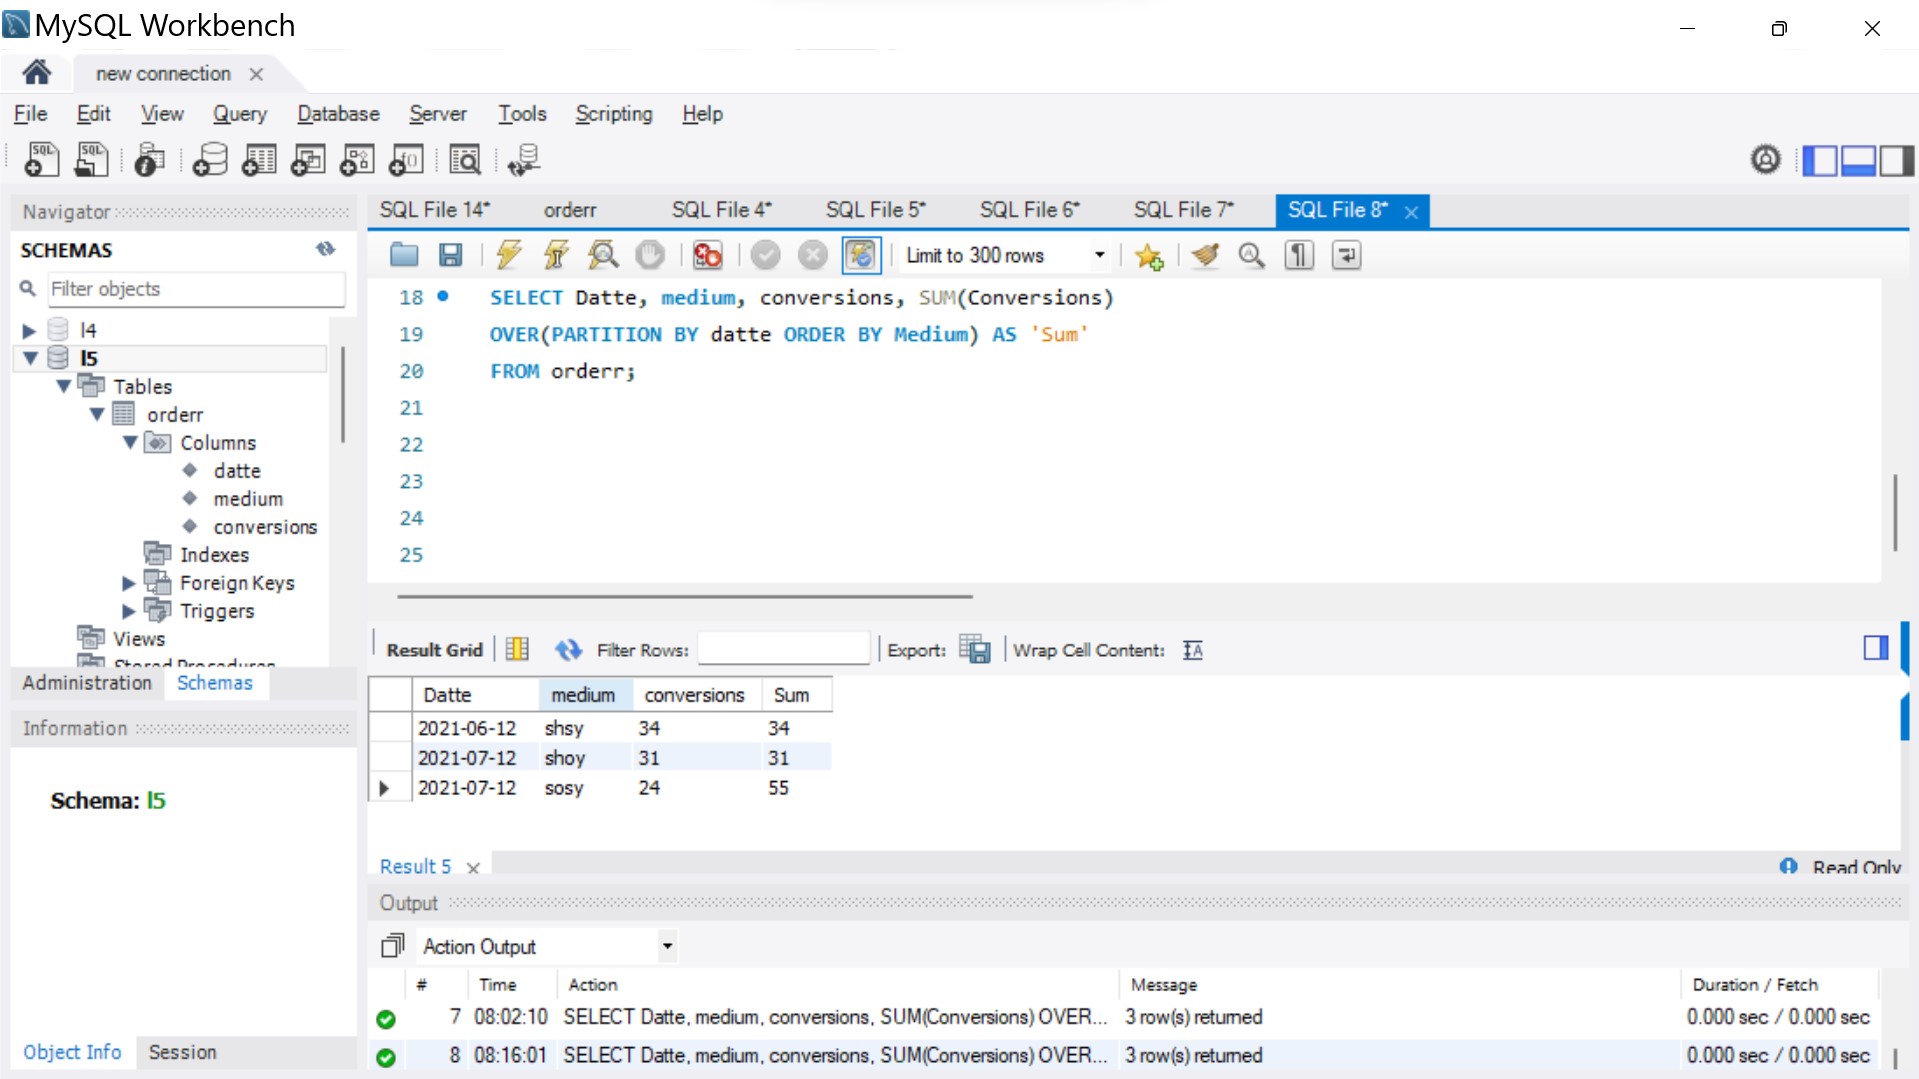 MySQL Workbench
new connection
File Edit View Query Database Server Tools Scripting Help
Navigator
SCHEMAS
Filter objects
l4
l5
Tables
orderr
Columns
datte
medium
conversions
Indexes
Foreign Keys
Triggers
Views
Stored Procedures
Administration Schemas
Information
Schema: l5
Object Info Session
SQL File 14* orderr SQL File 4* SQL File 5* SQL File 6* SQL File 7* SQL File 8*
Limit to 300 rows
18 SELECT Datte, medium, conversions, SUM(Conversions)
19 OVER(PARTITION BY datte ORDER BY Medium) AS 'Sum'
20 FROM orderr;
21
22
23
24
25
Result Grid Filter Rows: Export: Wrap Cell Content:
Datte medium conversions Sum
2021-06-12 shsy 34 34
2021-07-12 shoy 31 31
2021-07-12 sosy 24 55
Result 5 Read Only
Output
Action Output
# Time Action Message Duration / Fetch
7 08:02:10 SELECT Datte, medium, conversions, SUM(Conversions) OVER... 3 row(s) returned 0.000 sec / 0.000 sec
8 08:16:01 SELECT Datte, medium, conversions, SUM(Conversions) OVER... 3 row(s) returned 0.000 sec / 0.000 sec